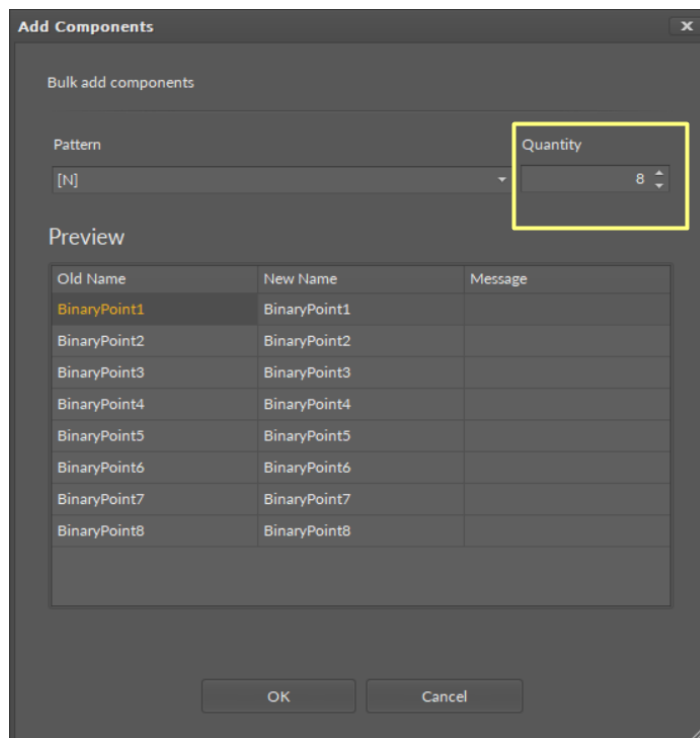 Add Components
Bulk add components
Pattern Quantity
[N] 8
Preview
Old Name New Name Message
BinaryPoint1 BinaryPoint1
BinaryPoint2 BinaryPoint2
BinaryPoint3 BinaryPoint3
BinaryPoint4 BinaryPoint4
BinaryPoint5 BinaryPoint5
BinaryPoint6 BinaryPoint6
BinaryPoint7 BinaryPoint7
BinaryPoint8 BinaryPoint8
OK Cancel